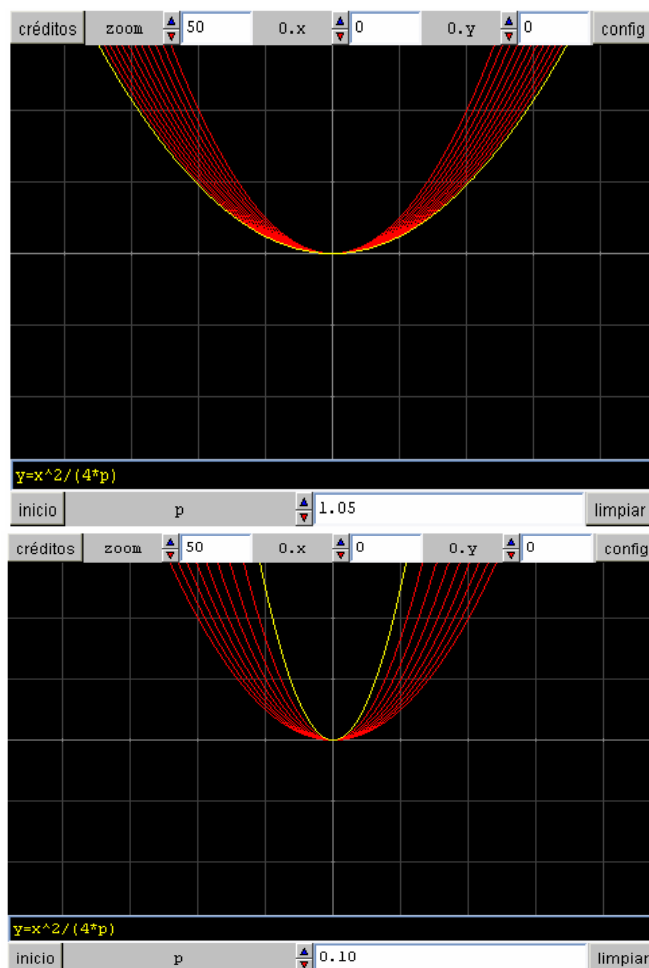 créditos zoom 50 0.x 0 0.y 0 config
y=x^2/(4*p)
inicio p 1.05 limpiar
créditos zoom 50 0.x 0 0.y 0 config
y=x^2/(4*p)
inicio p 0.10 limpiar